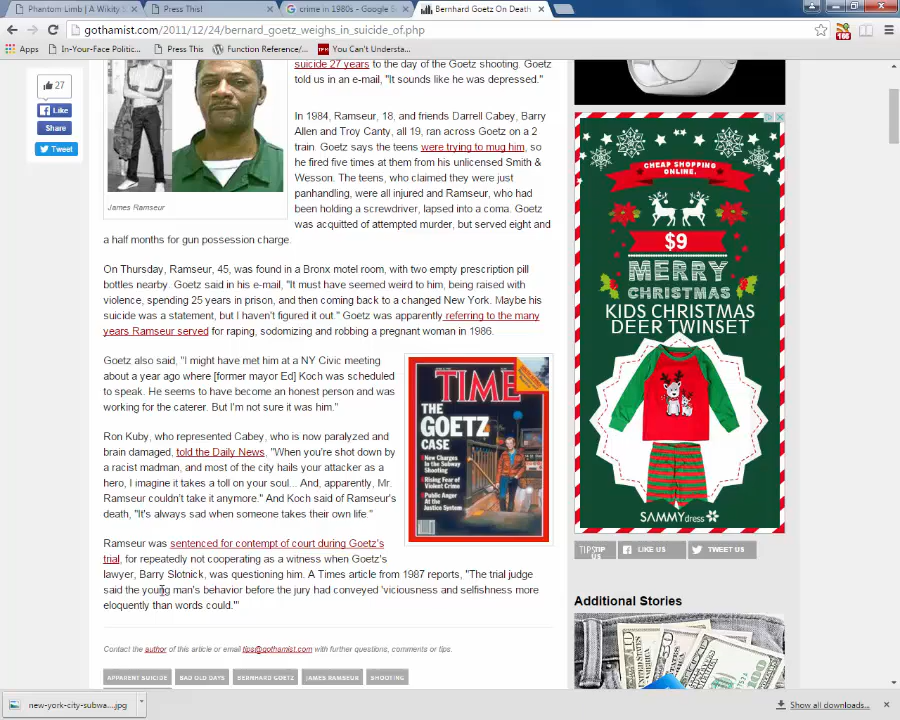 Phantom Limb | A Wikity
Press This!
crime in 1980s - Google B
Bernhard Goetz On Death
gothamist.com/2011/12/24/bernard_goetz_weighs_in_suicide_of.php
Apps
In-Your-Face Politic...
Press This
Function Reference/...
You Can't Understa...
27
Like
Share
Tweet
James Ramseur
suicide 27 years to the day of the Goetz shooting. Goetz
told us in an e-mail, "It sounds like he was depressed."
In 1984, Ramseur, 18, and friends Darrell Cabey, Barry
Allen and Troy Canty, all 19, ran across Goetz on a 2
train. Goetz says the teens were trying to mug him, so
he fired five times at them from his unlicensed Smith &
Wesson. The teens, who claimed they were just
panhandling, were all injured and Ramseur, who had
been holding a screwdriver, lapsed into a coma. Goetz
was acquitted of attempted murder, but served eight and
a half months for gun possession charge.
On Thursday, Ramseur, 45, was found in a Bronx motel room, with two empty prescription pill
bottles nearby. Goetz said in his e-mail, "It must have seemed weird to him, being raised with
violence, spending 25 years in prison, and then coming back to a changed New York. Maybe his
suicide was a statement, but I haven't figured it out." Goetz was apparently referring to the many
years Ramseur served for raping, sodomizing and robbing a pregnant woman in 1986.
Goetz also said, "I might have met him at a NY Civic meeting
about a year ago where [former mayor Ed] Koch was scheduled
to speak. He seems to have become an honest person and was
working for the caterer. But I'm not sure it was him."
Ron Kuby, who represented Cabey, who is now paralyzed and
brain damaged, told the Daily News, "When you're shot down by
a racist madman, and most of the city hails your attacker as a
hero, I imagine it takes a toll on your soul... And, apparently, Mr.
Ramseur couldn't take it anymore." And Koch said of Ramseur's
death, "It's always sad when someone takes their own life."
TIME
THE
GOETZ
CASE
New Charges
In the Subway
Shooting
Rising Fear of
Violent Crime
Public Anger
At the
Justice System
Ramseur was sentenced for contempt of court during Goetz's
trial, for repeatedly not cooperating as a witness when Goetz's
lawyer, Barry Slotnick, was questioning him. A Times article from 1987 reports, "The trial judge
said the young man's behavior before the jury had conveyed 'viciousness and selfishness more
eloquently than words could.'"
Contact the author of this article or email tips@gothamist.com with further questions, comments or tips.
APPARENT SUICIDE
BAD OLD DAYS
BERNHARD GOETZ
JAMES RAMSEUR
SHOOTING
CHEAP SHOPPING
ONLINE.
$9
MERRY
CHRISTMAS
KIDS CHRISTMAS
DEER TWINSET
SAMMYdress
LIKE US
TWEET US
Additional Stories
new-york-city-subwa....jpg
Show all downloads...